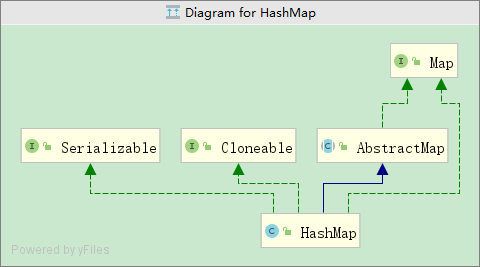 Diagram for HashMap
I Map
I Serializable
I Cloneable
C AbstractMap
C HashMap
Powered by yFiles